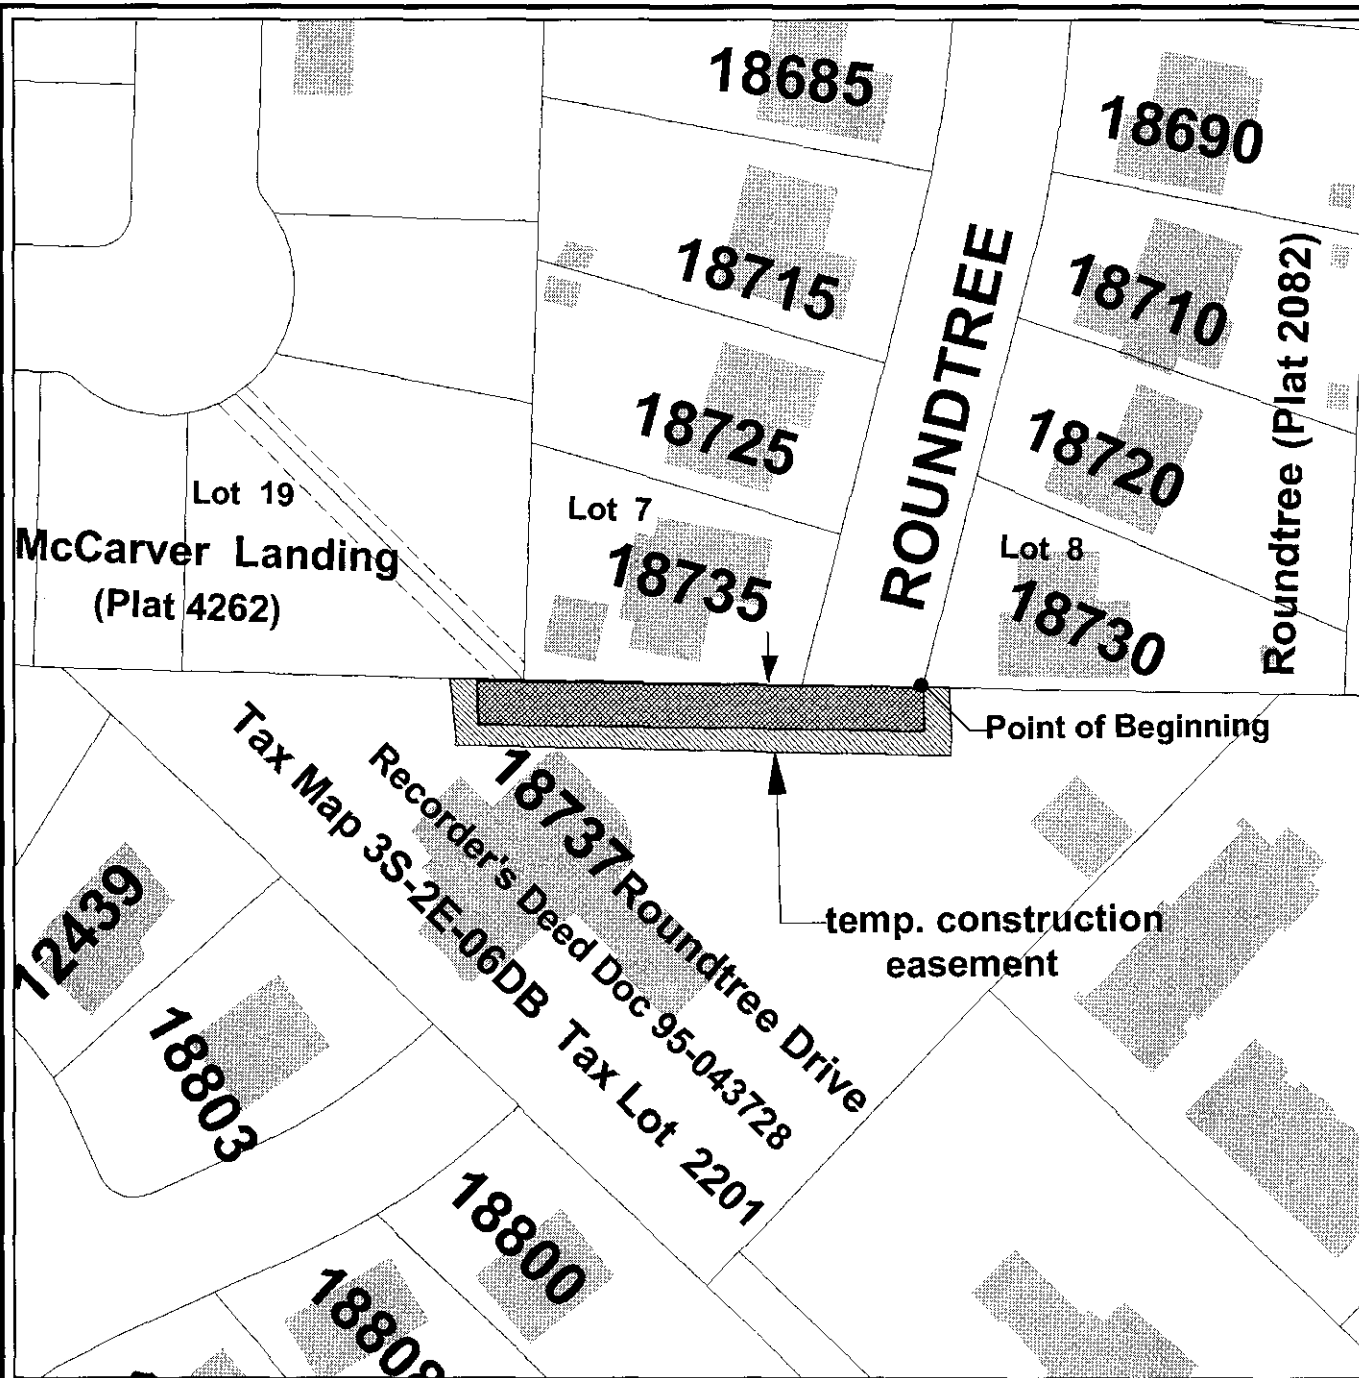 18685
18690
18715
18710
ROUNDTREE
Roundtree (Plat 2082)
18725
18720
Lot 19
Lot 7
McCarver Landing
(Plat 4262)
18735
Lot 8
18730
Point of Beginning
18737 Roundtree Drive
Recorder's Deed Doc 95-043728
Tax Map 3S-2E-06DB Tax Lot 2201
temp. construction
easement
12439
18803
18800
18808